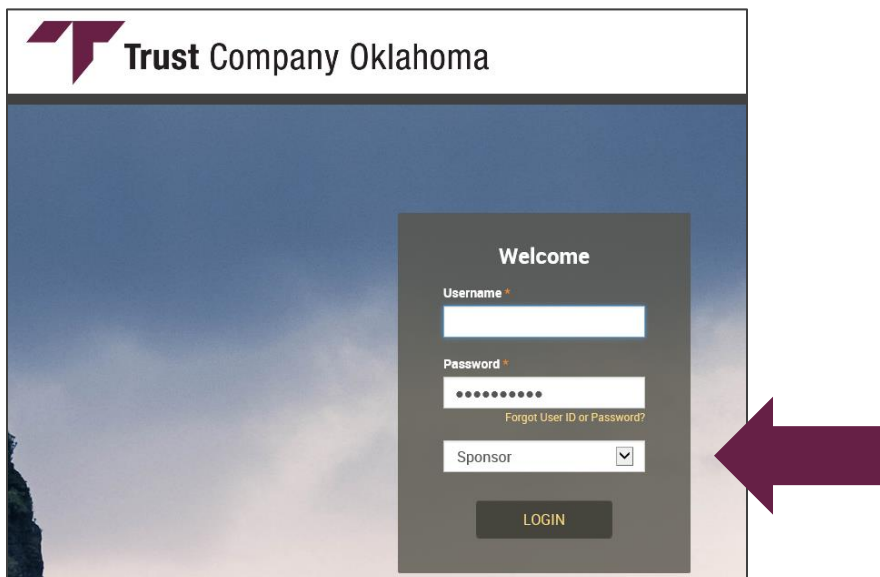 Trust Company Oklahoma
Welcome
Username *
Password *
••••••••••
Forgot User ID or Password?
Sponsor
LOGIN